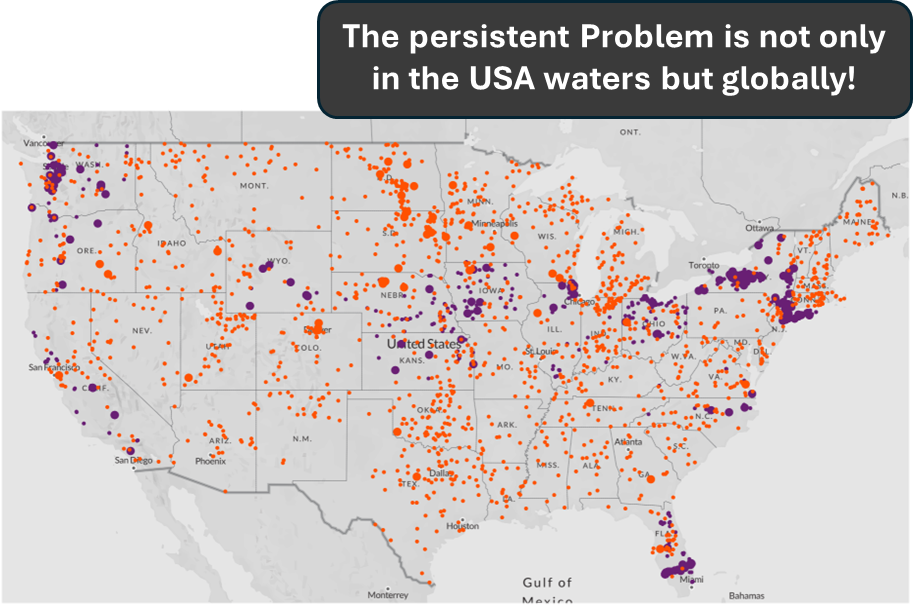 The persistent Problem is not only
in the USA waters but globally!
ONT.
WASH.
MONT.
MINN.
N.B.
MAINE
Ottawa
Minneapolis
S.D.
WIS.
MICH.
VT.
ORE.
IDAHO
WYO.
Toronto
MASS.
NEBR.
IOWA
Chicago
NEV.
UTAH
COLO.
United States
KANS.
ILL.
OHIO
PA.
N.J.
MD.
DEL.
St. Louis
MO.
W.VA.
VA.
KY.
San Francisco
CALIF.
OKLA.
TENN.
N.C.
ARIZ.
N.M.
ARK.
Atlanta
S.C.
San Diego
Phoenix
Dallas
TEX.
MISS.
ALA.
GA.
LA.
Houston
FLA.
Miami
Gulf of
Mexico
Monterrey
Bahamas